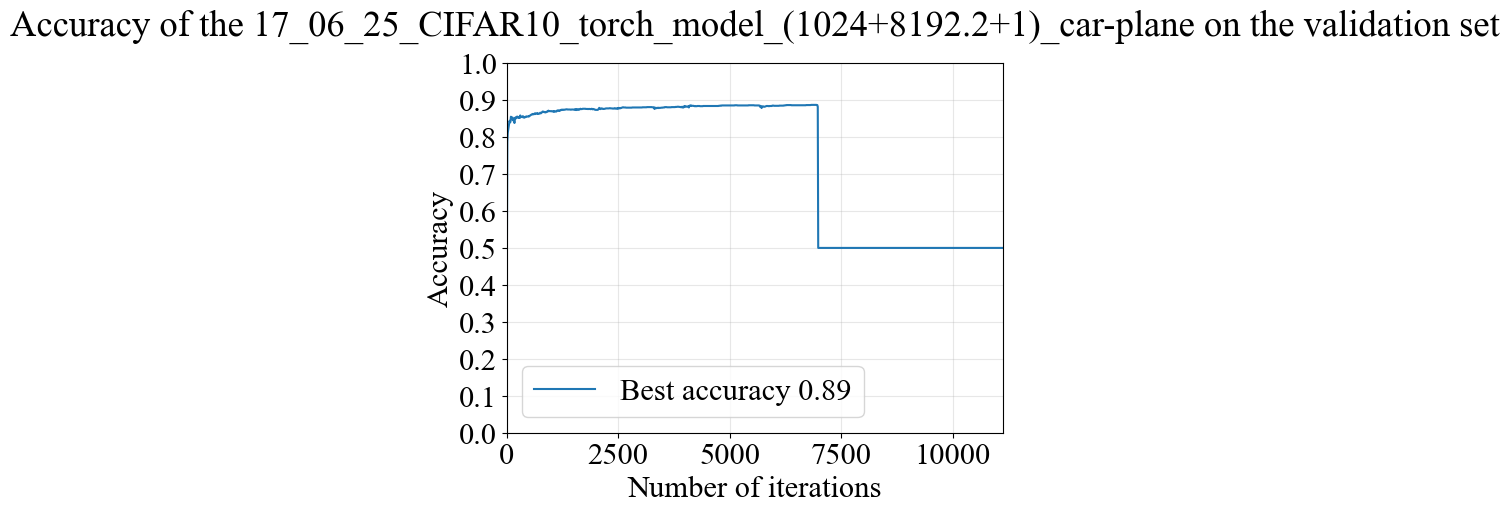 Accuracy of the 17_06_25_CIFAR10_torch_model_(1024+8192.2+1)_car-plane on the validation set
1.0
0.9
0.8
0.7
0.6
0.5
0.4
0.3
0.2
0.1
0.0
Accuracy
Best accuracy 0.89
0 2500 5000 7500 10000
Number of iterations